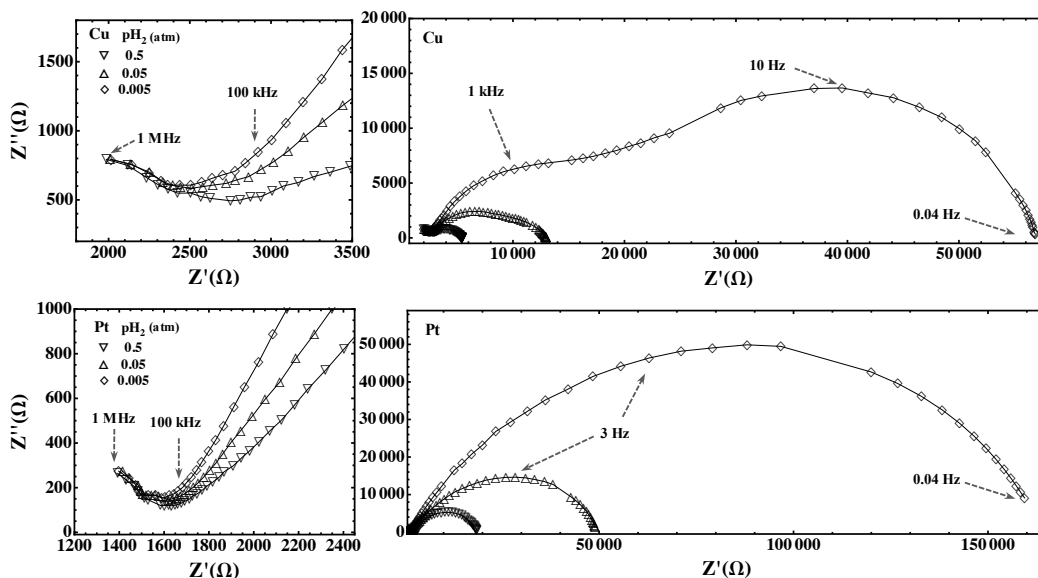 Cu pH₂ (atm)
0.5
0.05
0.005
1 MHz
100 kHz
Z''(Ω)
500
1000
1500
2000
2500
3000
3500
Z'(Ω)
Cu
1 kHz
10 Hz
0.04 Hz
20 000
15 000
10 000
5000
0
10 000
20 000
30 000
40 000
50 000
Z'(Ω)
Pt pH₂ (atm)
0.5
0.05
0.005
1 MHz
100 kHz
Z''(Ω)
1000
800
600
400
200
0
1200
1400
1600
1800
2000
2200
2400
Z'(Ω)
Pt
3 Hz
0.04 Hz
50 000
40 000
30 000
20 000
10 000
0
50 000
100 000
150 000
Z'(Ω)